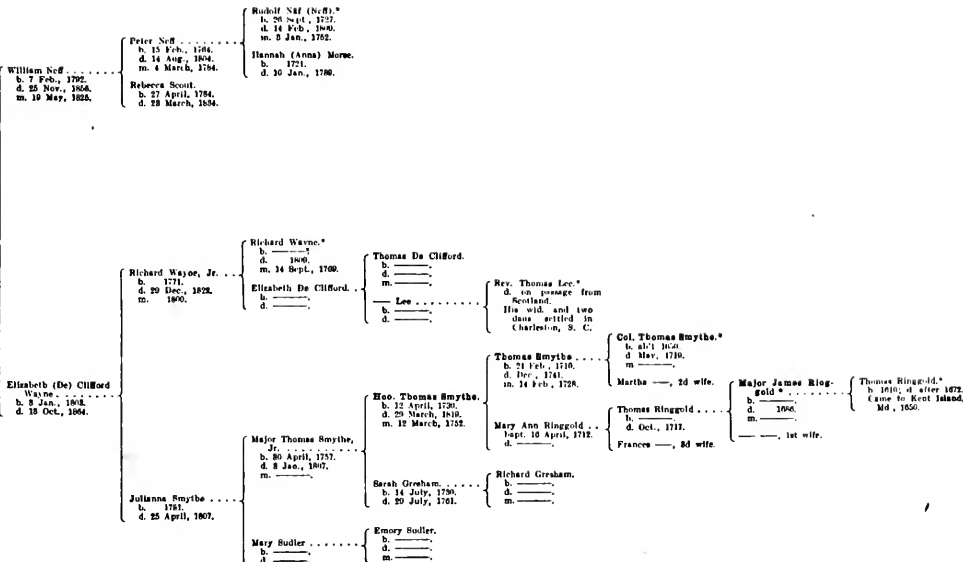 William Neff
b. 7 Feb., 1792.
d. 25 Nov., 1856.
m. 19 May, 1825.
Peter Neff
b. 15 Feb., 1764.
d. 14 Aug., 1804.
m. 4 March, 1784.
Rebecca Scout.
b. 27 April, 1764.
d. 23 March, 1834.
Rudolf Näf (Neff).*
b. 26 Sept., 1727.
d. 14 Feb., 1809.
m. 3 Jan., 1752.
Hannah (Anna) Morse.
b. 1721.
d. 10 Jan., 1789.
Elizabeth (De) Clifford
Wayne
b. 3 Jan., 1803.
d. 13 Oct., 1864.
Richard Wayne, Jr.
b. 1771.
d. 29 Dec., 1822.
m. 1800.
Richard Wayne.*
b. ———
d. 1809.
m. 14 Sept., 1769.
Elizabeth De Clifford.
b. ———.
d. ———.
Thomas De Clifford.
b. ———.
d. ———.
m. ———.
—— Lee
b. ———.
d. ———.
Rev. Thomas Lee.*
d. on passage from
Scotland.
His wid. and two
daus settled in
Charleston, S. C.
Julianna Smythe
b. 1781.
d. 25 April, 1807.
Major Thomas Smythe,
Jr.
b. 30 April, 1757.
d. 8 Jan., 1807.
m. ———.
Hon. Thomas Smythe.
b. 12 April, 1730.
d. 29 March, 1819.
m. 12 March, 1752.
Thomas Smythe
b. 21 Feb., 1710.
d. Dec., 1741.
m. 14 Feb., 1728.
Col. Thomas Smythe.*
b. ab't 1650.
d. May, 1719.
m ———.
Martha ——, 2d wife.
Mary Ann Ringgold
bapt. 16 April, 1712.
d. ———.
Thomas Ringgold
b. ———.
d. Oct., 1711.
Frances ——, 3d wife.
Major James Ring-
gold *
b. ———.
d. 1686.
m. ———.
—— ——, 1st wife.
Thomas Ringgold.*
b. 1610; d after 1672.
Came to Kent Island,
Md., 1650.
Sarah Gresham.
b. 14 July, 1730.
d. 20 July, 1761.
Richard Gresham.
b. ———.
d. ———.
m. ———.
Mary Sudler
b. ———.
d. ———
Emory Sudler.
b. ———.
d. ———.
m. ———.